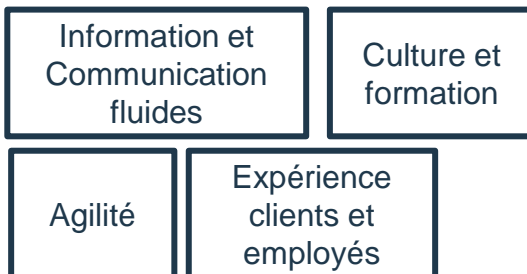 Information et
Communication
fluides
Culture et
formation
Agilité
Expérience
clients et
employés